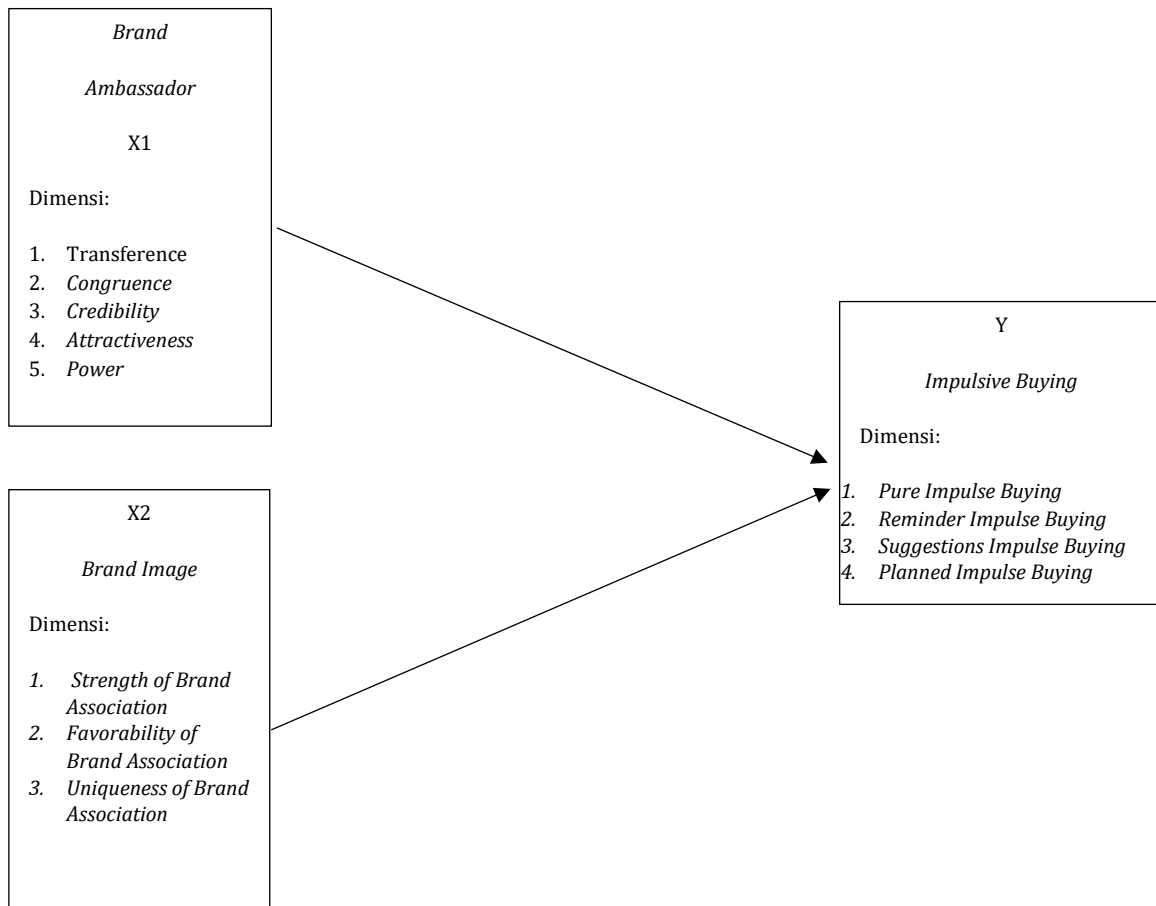 Brand
Ambassador
X1
Dimensi:
1. Transference
2. Congruence
3. Credibility
4. Attractiveness
5. Power
X2
Brand Image
Dimensi:
1. Strength of Brand
Association
2. Favorability of
Brand Association
3. Uniqueness of Brand
Association
Y
Impulsive Buying
Dimensi:
1. Pure Impulse Buying
2. Reminder Impulse Buying
3. Suggestions Impulse Buying
4. Planned Impulse Buying